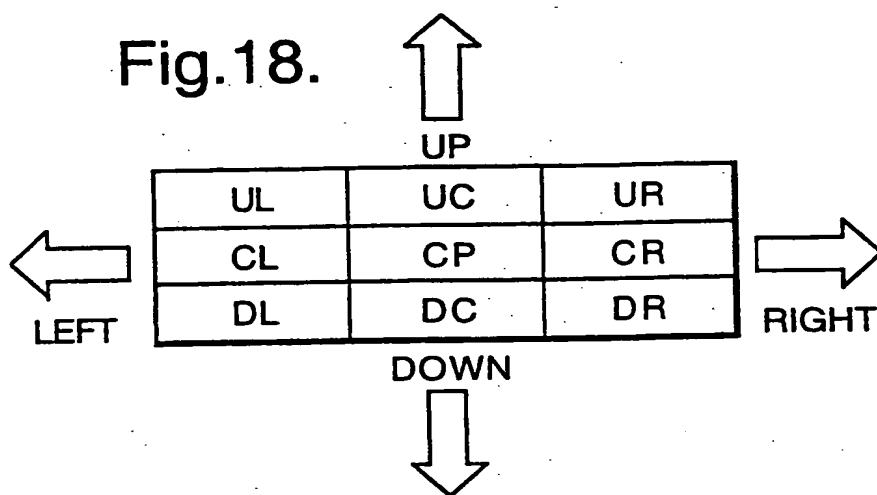 Fig.18.
UP
UL UC UR
CL CP CR
LEFT DL DC DR RIGHT
DOWN